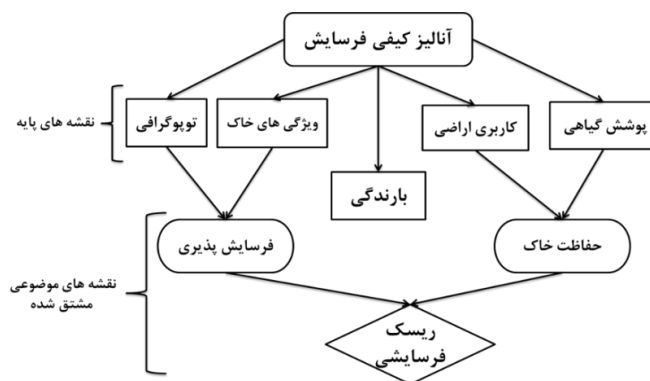 آنالیز کیفی فرسایش
نقشه های پایه
پوشش گیاهی
کاربری اراضی
ویژگی های خاک
توپوگرافی
بارندگی
حفاظت خاک
فرسایش پذیری
نقشه های موضوعی
مشتق شده
ریسک
فرسایشی